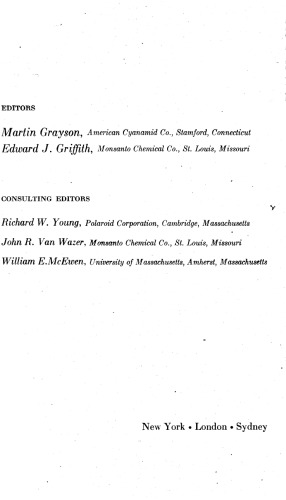 EDITORS
Martin Grayson, American Cyanamid Co., Stamford, Connecticut
Edward J. Griffith, Monsanto Chemical Co., St. Louis, Missouri
CONSULTING EDITORS
Richard W. Young, Polaroid Corporation, Cambridge, Massachusetts
John R. Van Wazer, Monsanto Chemical Co., St. Louis, Missouri
William E.McEwen, University of Massachusetts, Amherst, Massachusetts
New York • London • Sydney